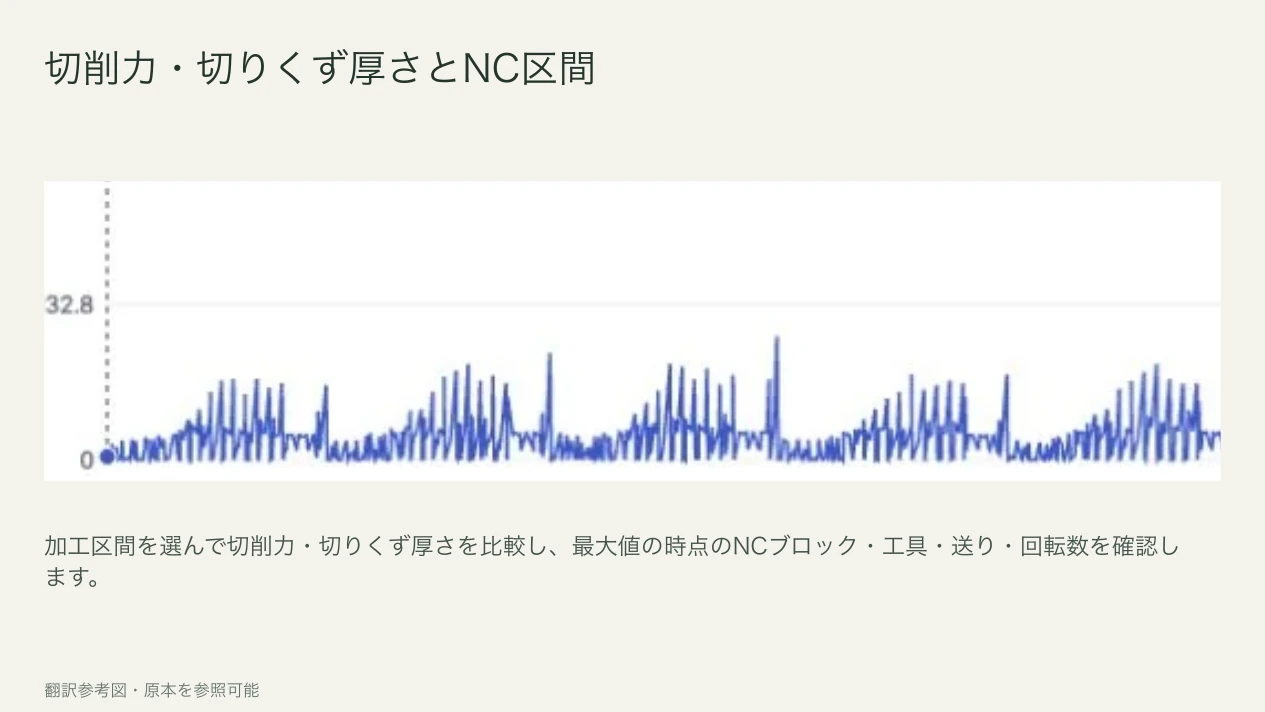 切削力・切りくず厚さとNC区間
32.8
0
加工区間を選んで切削力・切りくず厚さを比較し、最大値の時点のNCブロック・工具・送り・回転数を確認し
ます。
翻訳参考図・原本を参照可能